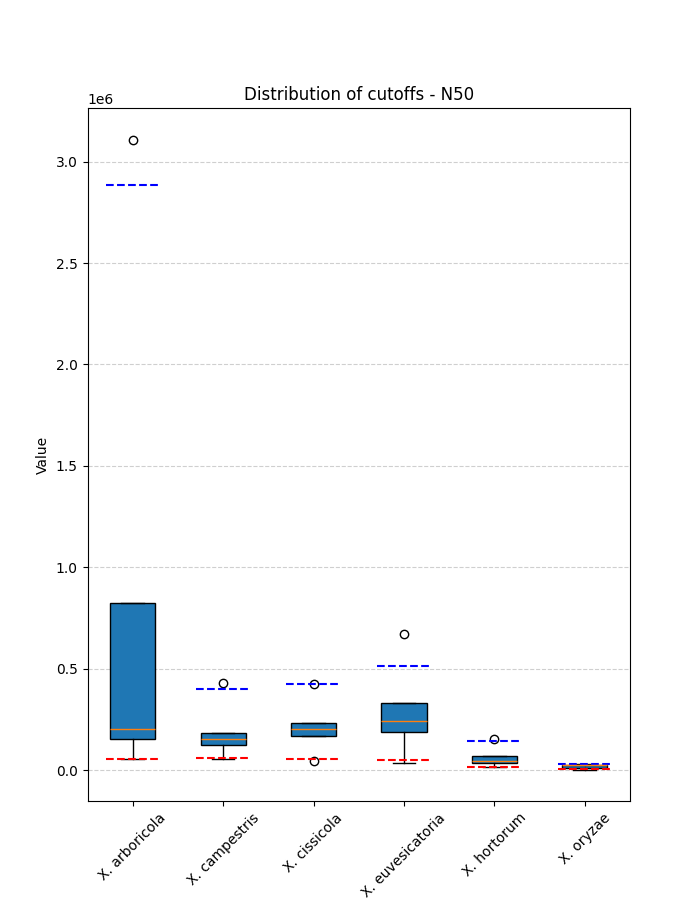 Distribution of cutoffs - N50
1e6
3.0
2.5
2.0
1.5
1.0
0.5
0.0
Value
X. arboricola
X. campestris
X. cissicola
X. euvesicatoria
X. hortorum
X. oryzae